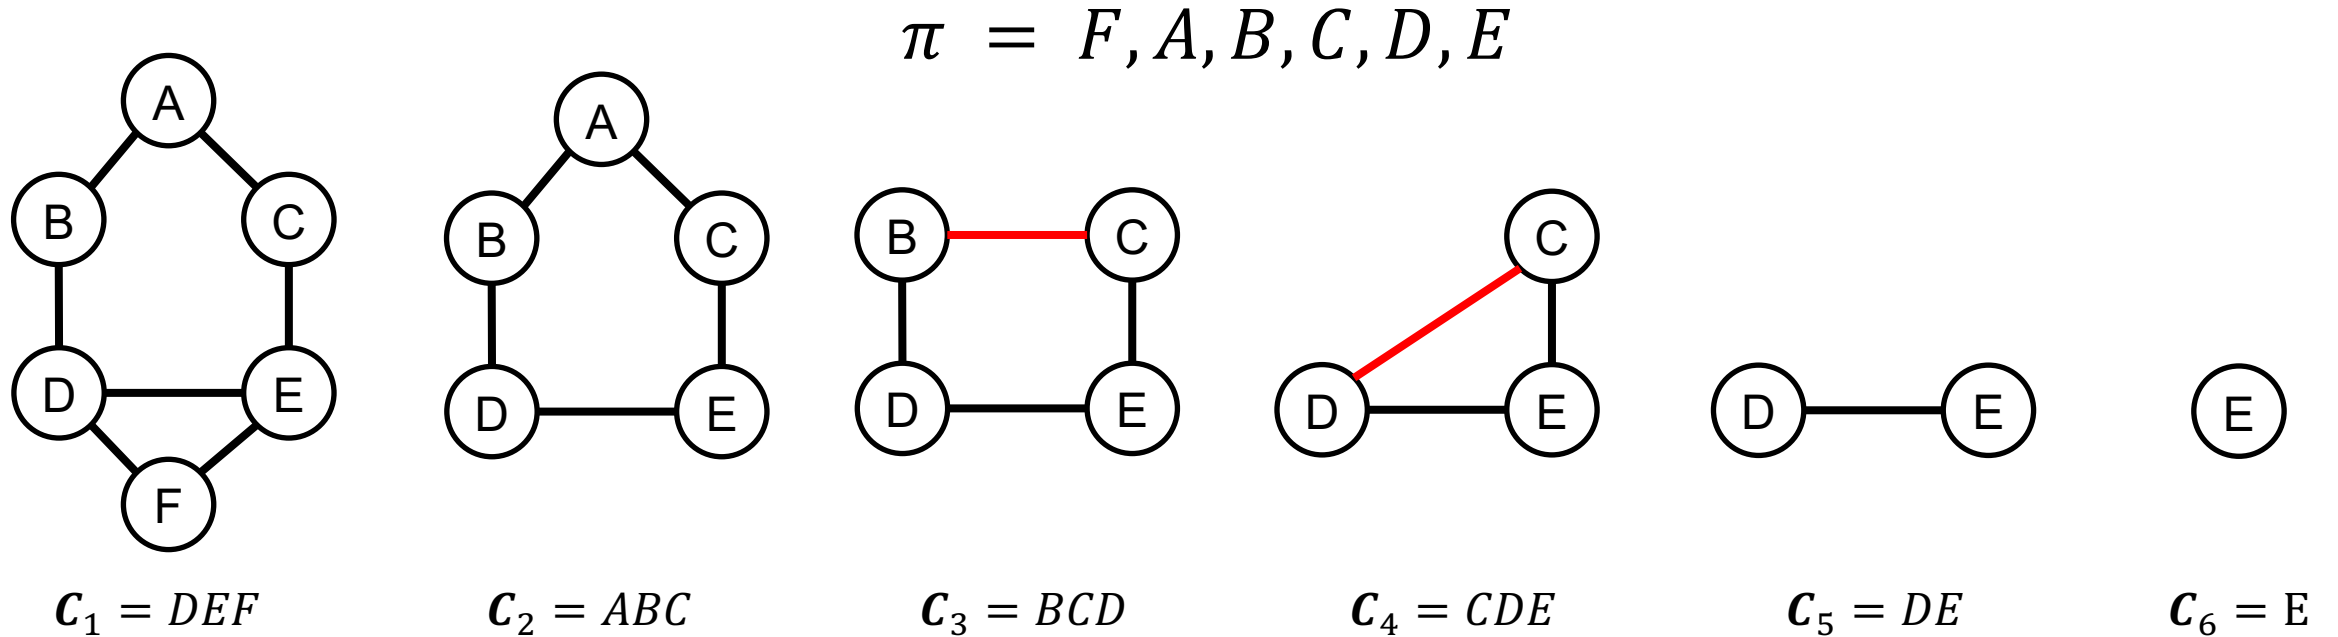 π = F, A, B, C, D, E
A
B C
D E
F
A
B C
D E
B C
D E
C
D E
D E
E
C₁ = DEF
C₂ = ABC
C₃ = BCD
C₄ = CDE
C₅ = DE
C₆ = E